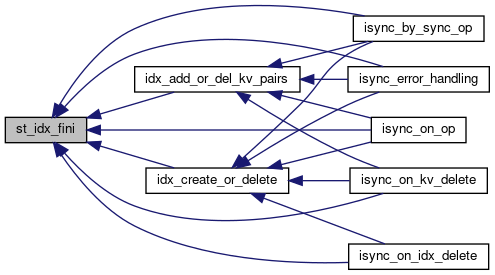 isync_by_sync_op
idx_add_or_del_kv_pairs
isync_error_handling
st_idx_fini
isync_on_op
idx_create_or_delete
isync_on_kv_delete
isync_on_idx_delete